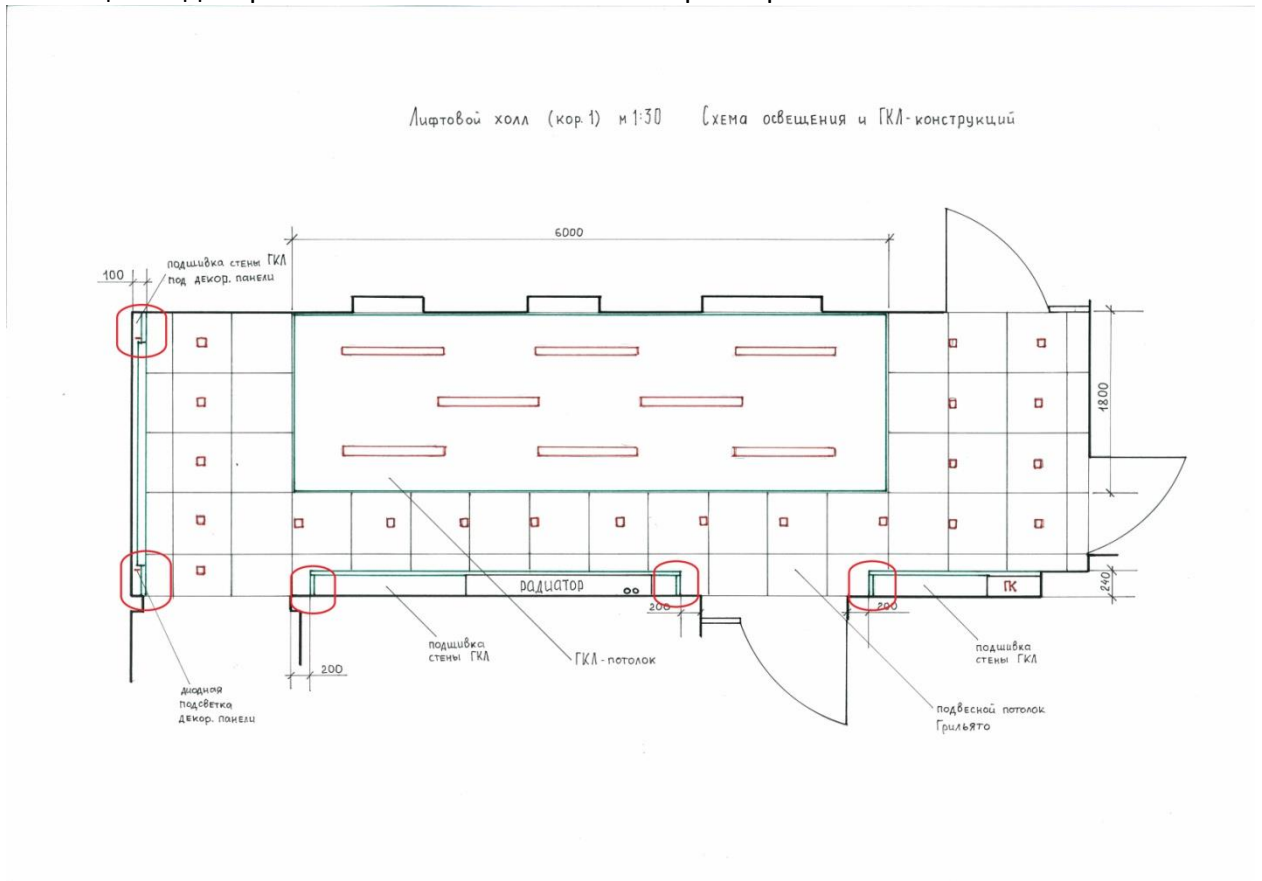 Лифтовой холл (кор. 1) м 1:30 Схема освещения и ГКЛ-конструкций
6000
подшивка стены ГКЛ
под декор. панели
100
1800
240
радиатор
ПК
200
200
200
подшивка
стены ГКЛ
ГКЛ-потолок
подшивка
стены ГКЛ
диодная
подсветка
декор. панели
подвесной потолок
Грильято